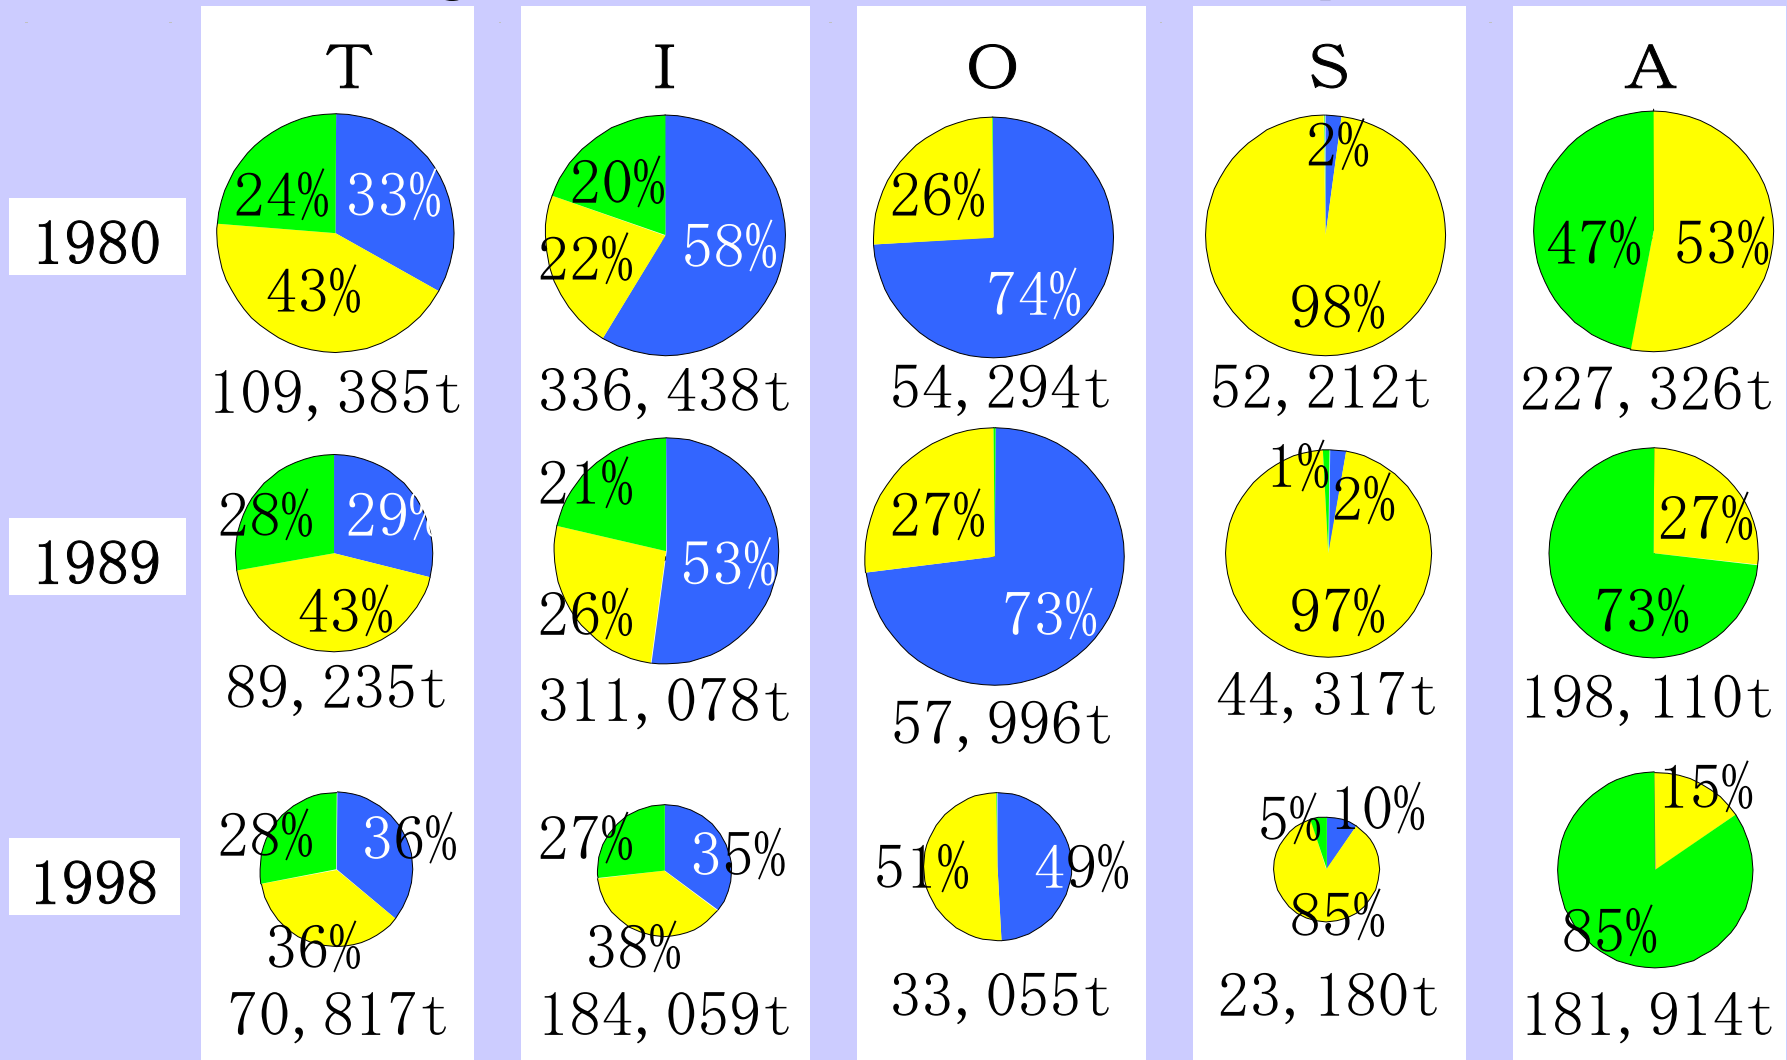 T I O S A
1980
24% 33% 43%
109,385t
20% 58% 22%
336,438t
26% 74%
54,294t
2% 98%
52,212t
47% 53%
227,326t
1989
28% 29% 43%
89,235t
21% 53% 26%
311,078t
27% 73%
57,996t
1% 2% 97%
44,317t
27% 73%
198,110t
1998
28% 36% 36%
70,817t
27% 35% 38%
184,059t
51% 49%
33,055t
5% 10% 85%
23,180t
15% 85%
181,914t